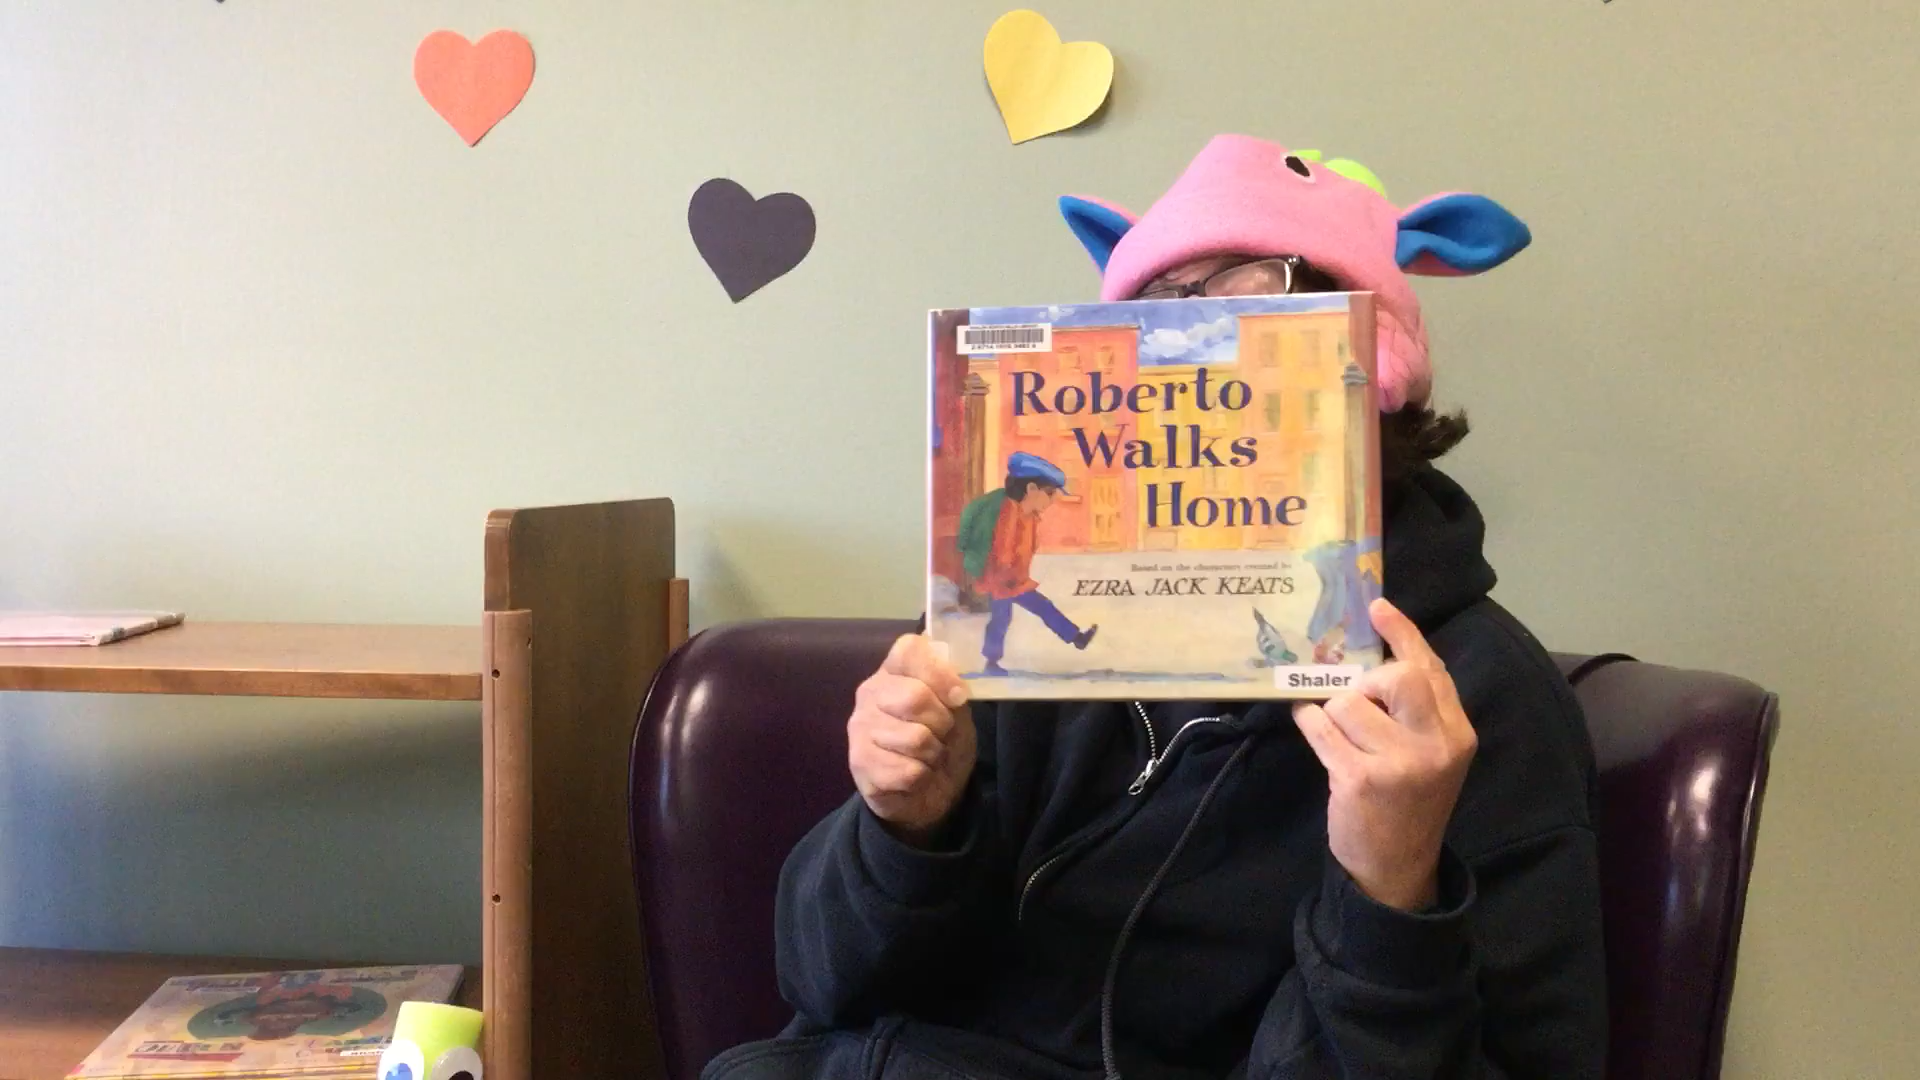 Roberto
Walks
Home
Based on the characters created by
EZRA JACK KEATS
Shaler